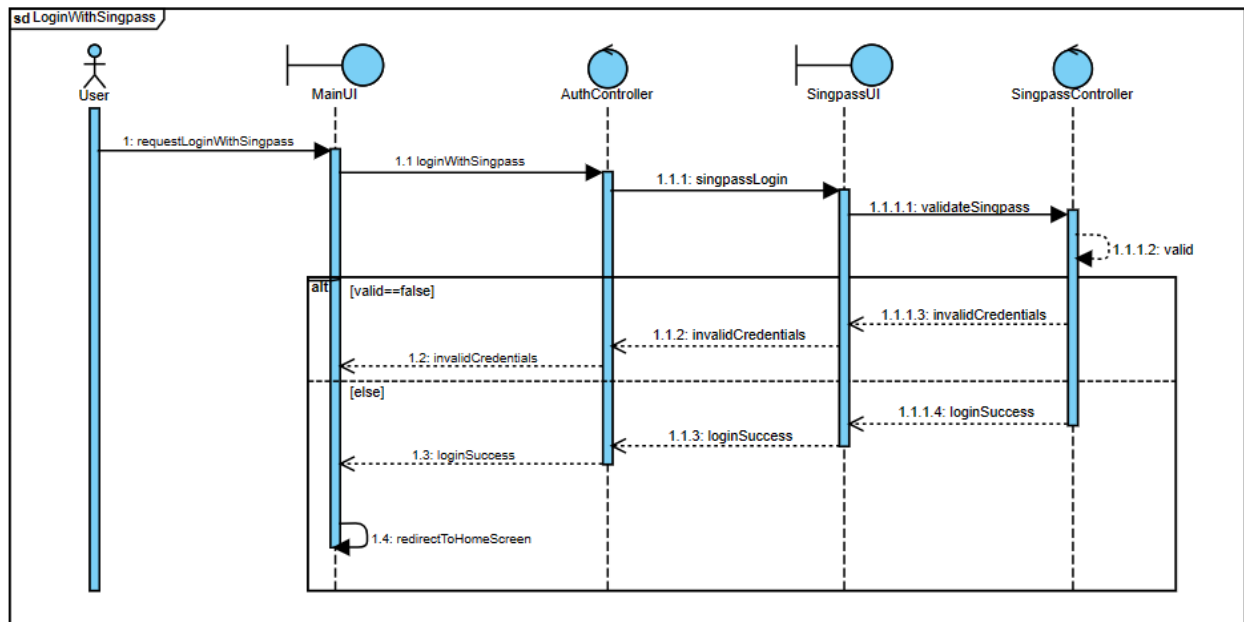 sd LoginWithSingpass
User
MainUI
AuthController
SingpassUI
SingpassController
1: requestLoginWithSingpass
1.1 loginWithSingpass
1.1.1: singpassLogin
1.1.1.1: validateSingpass
1.1.1.2: valid
alt
[valid==false]
1.1.1.3: invalidCredentials
1.1.2: invalidCredentials
1.2: invalidCredentials
[else]
1.1.1.4: loginSuccess
1.1.3: loginSuccess
1.3: loginSuccess
1.4: redirectToHomeScreen